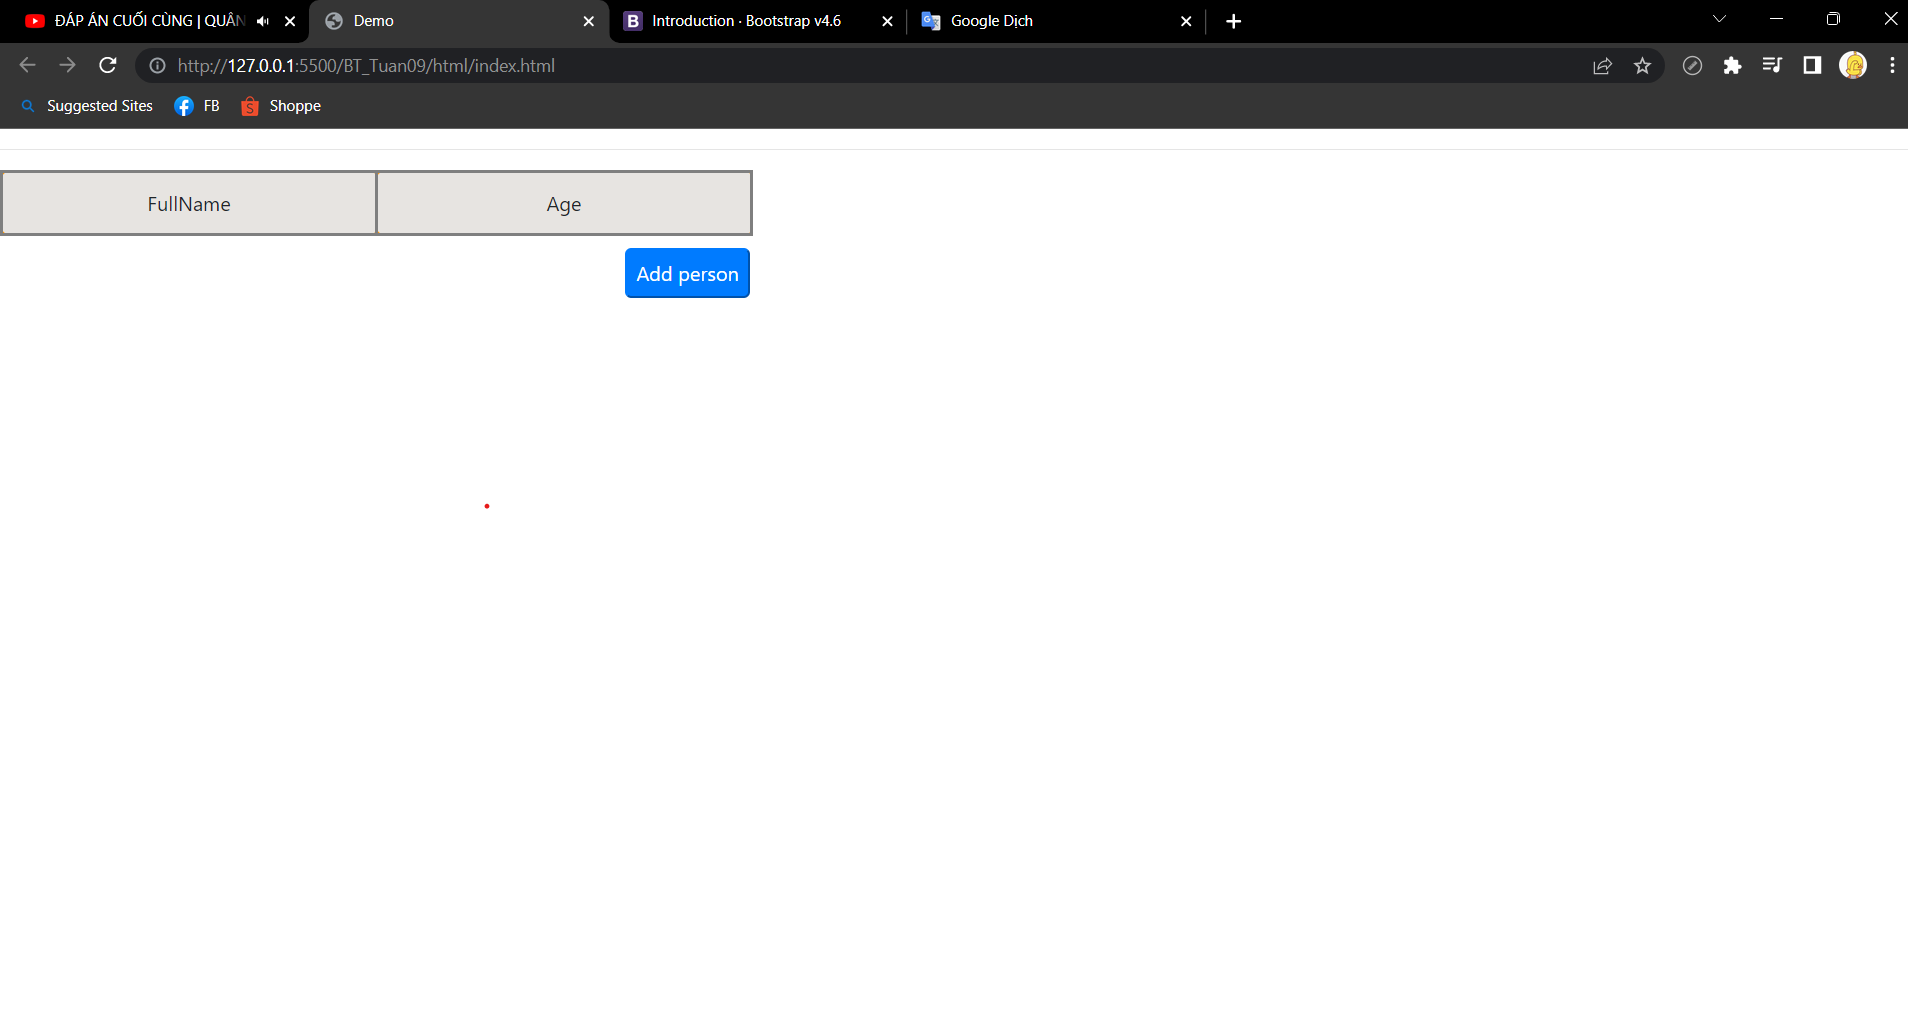 ĐÁP ÁN CUỐI CÙNG | QUÂN
Demo
Introduction · Bootstrap v4.6
Google Dịch
http://127.0.0.1:5500/BT_Tuan09/html/index.html
Suggested Sites
FB
Shoppe
FullName
Age
Add person